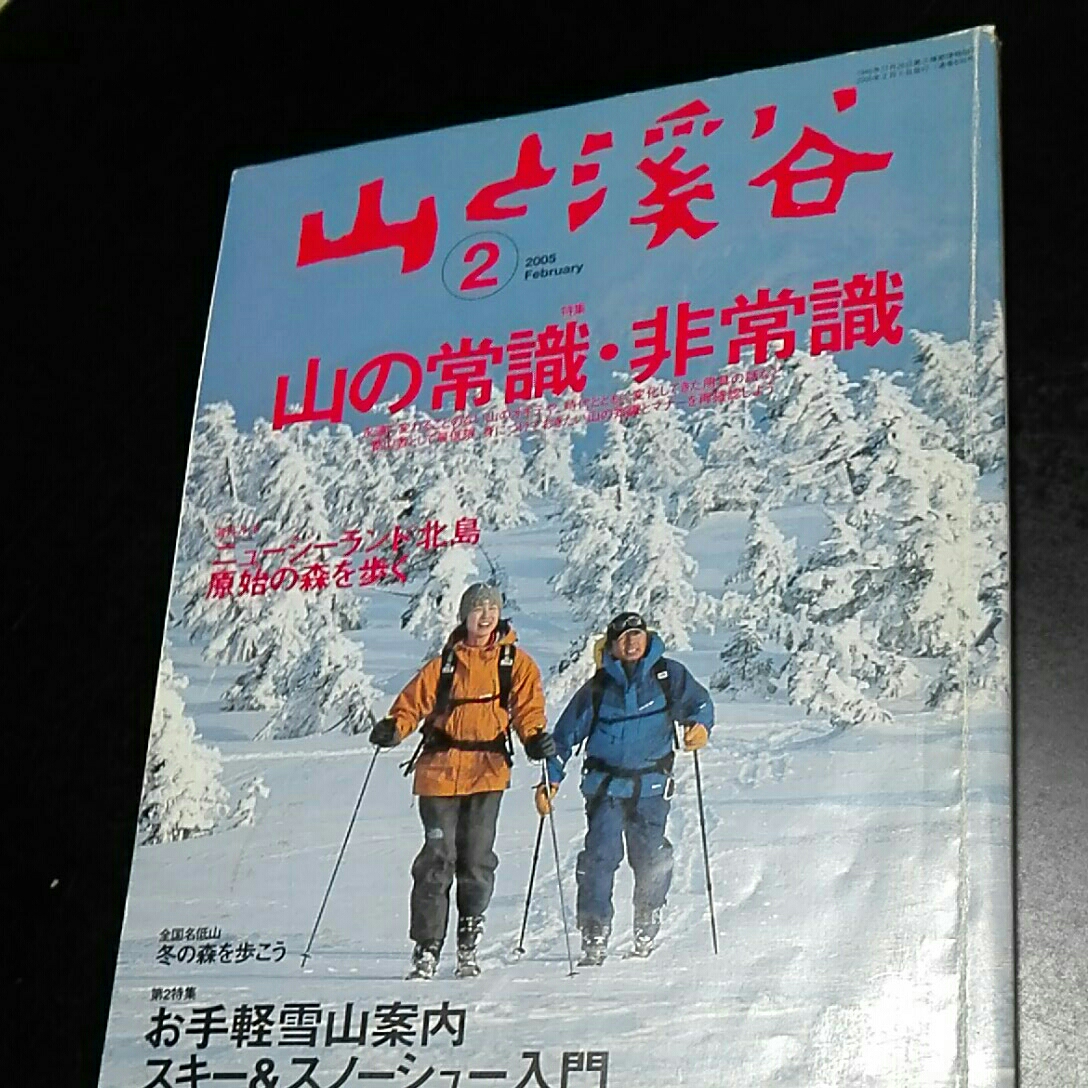 山と溪谷
2
2005
February
特集
山の常識・非常識
ニュージーランド北島
原始の森を歩く
全国名低山
冬の森を歩こう
第2特集
お手軽雪山案内
スキー&スノーシュー入門